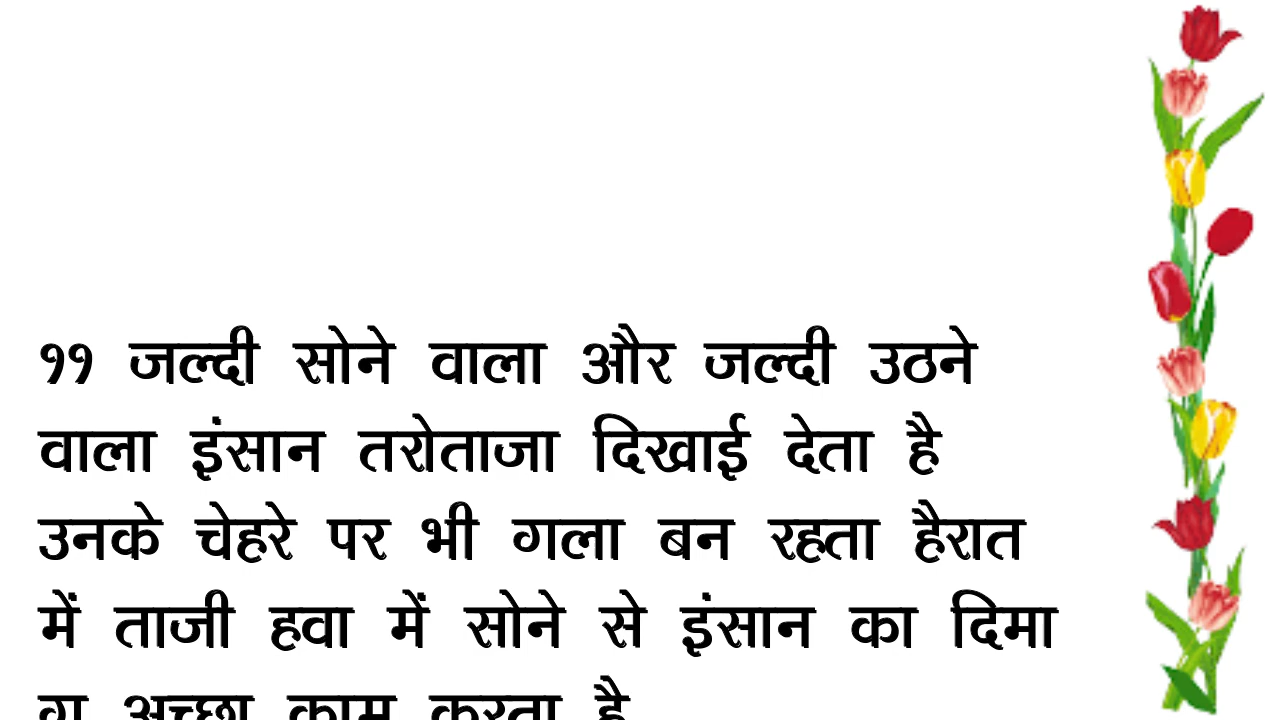 ११ जल्दी सोने वाला और जल्दी उठने
वाला इंसान तरोताजा दिखाई देता है
उनके चेहरे पर भी गला बन रहता हैरात
में ताजी हवा में सोने से इंसान का दिमा
ग अच्छा काम करता है